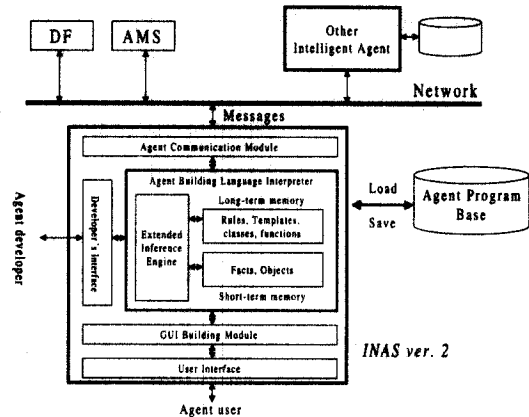 DF
AMS
Other
Intelligent Agent
Network
Messages
Agent Communication Module
Agent Building Language Interpreter
Long-term memory
Rules, Templates,
classes, functions
Extended
Inference
Engine
Facts, Objects
Short-term memory
Developer's Interface
Agent developer
Load
Save
Agent Program
Base
GUI Building Module
User Interface
INAS ver. 2
Agent user